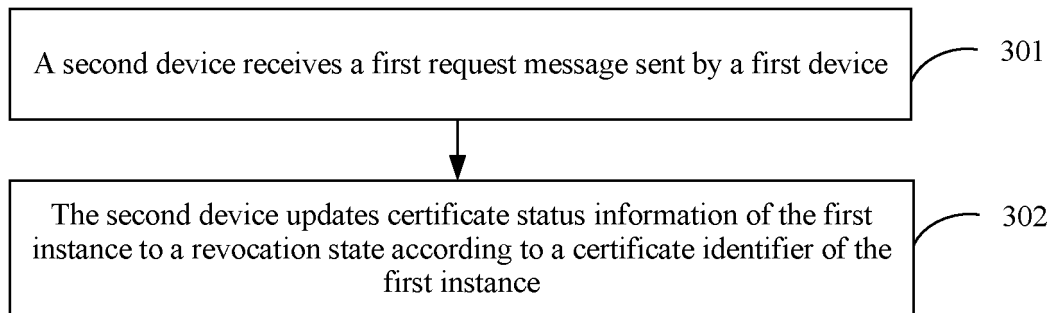 A second device receives a first request message sent by a first device
301
The second device updates certificate status information of the first
instance to a revocation state according to a certificate identifier of the
first instance
302